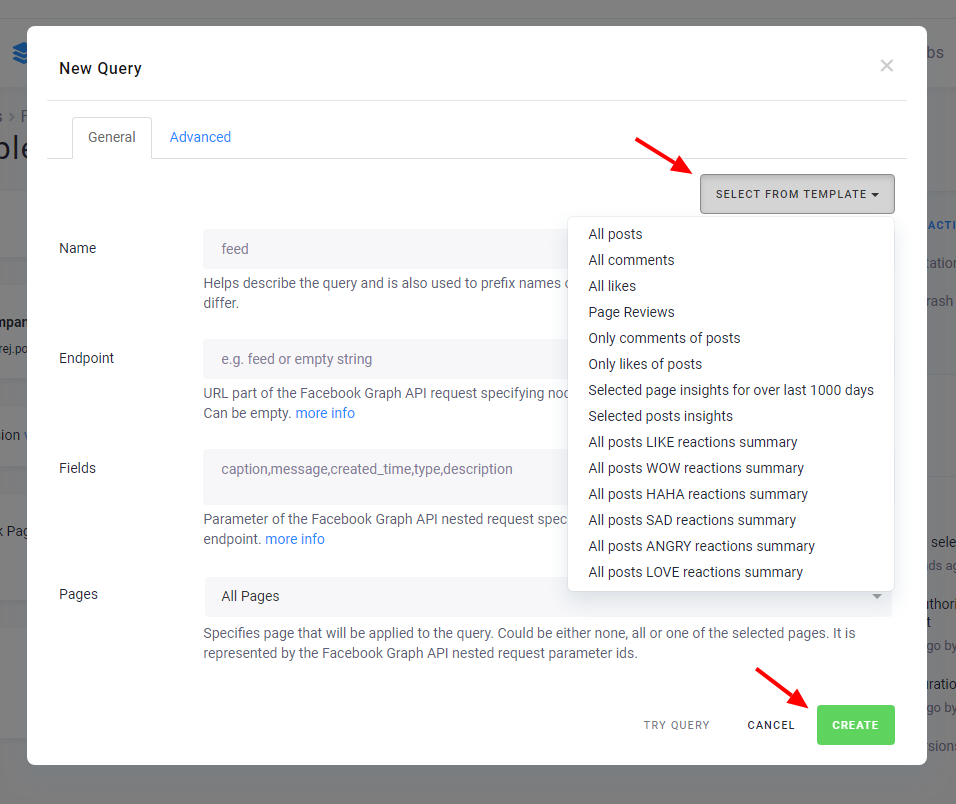 New Query
General
Advanced
SELECT FROM TEMPLATE
All posts
All comments
All likes
Page Reviews
Only comments of posts
Only likes of posts
Selected page insights for over last 1000 days
Selected posts insights
All posts LIKE reactions summary
All posts WOW reactions summary
All posts HAHA reactions summary
All posts SAD reactions summary
All posts ANGRY reactions summary
All posts LOVE reactions summary
Name
feed
Helps describe the query and is also used to prefix names
differ.
Endpoint
e.g. feed or empty string
URL part of the Facebook Graph API request specifying
Can be empty. more info
Fields
caption,message,created_time,type,description
Parameter of the Facebook Graph API nested request
endpoint. more info
Pages
All Pages
Specifies page that will be applied to the query. Could be either none, all or one of the selected pages. It is
represented by the Facebook Graph API nested request parameter ids.
TRY QUERY
CANCEL
CREATE